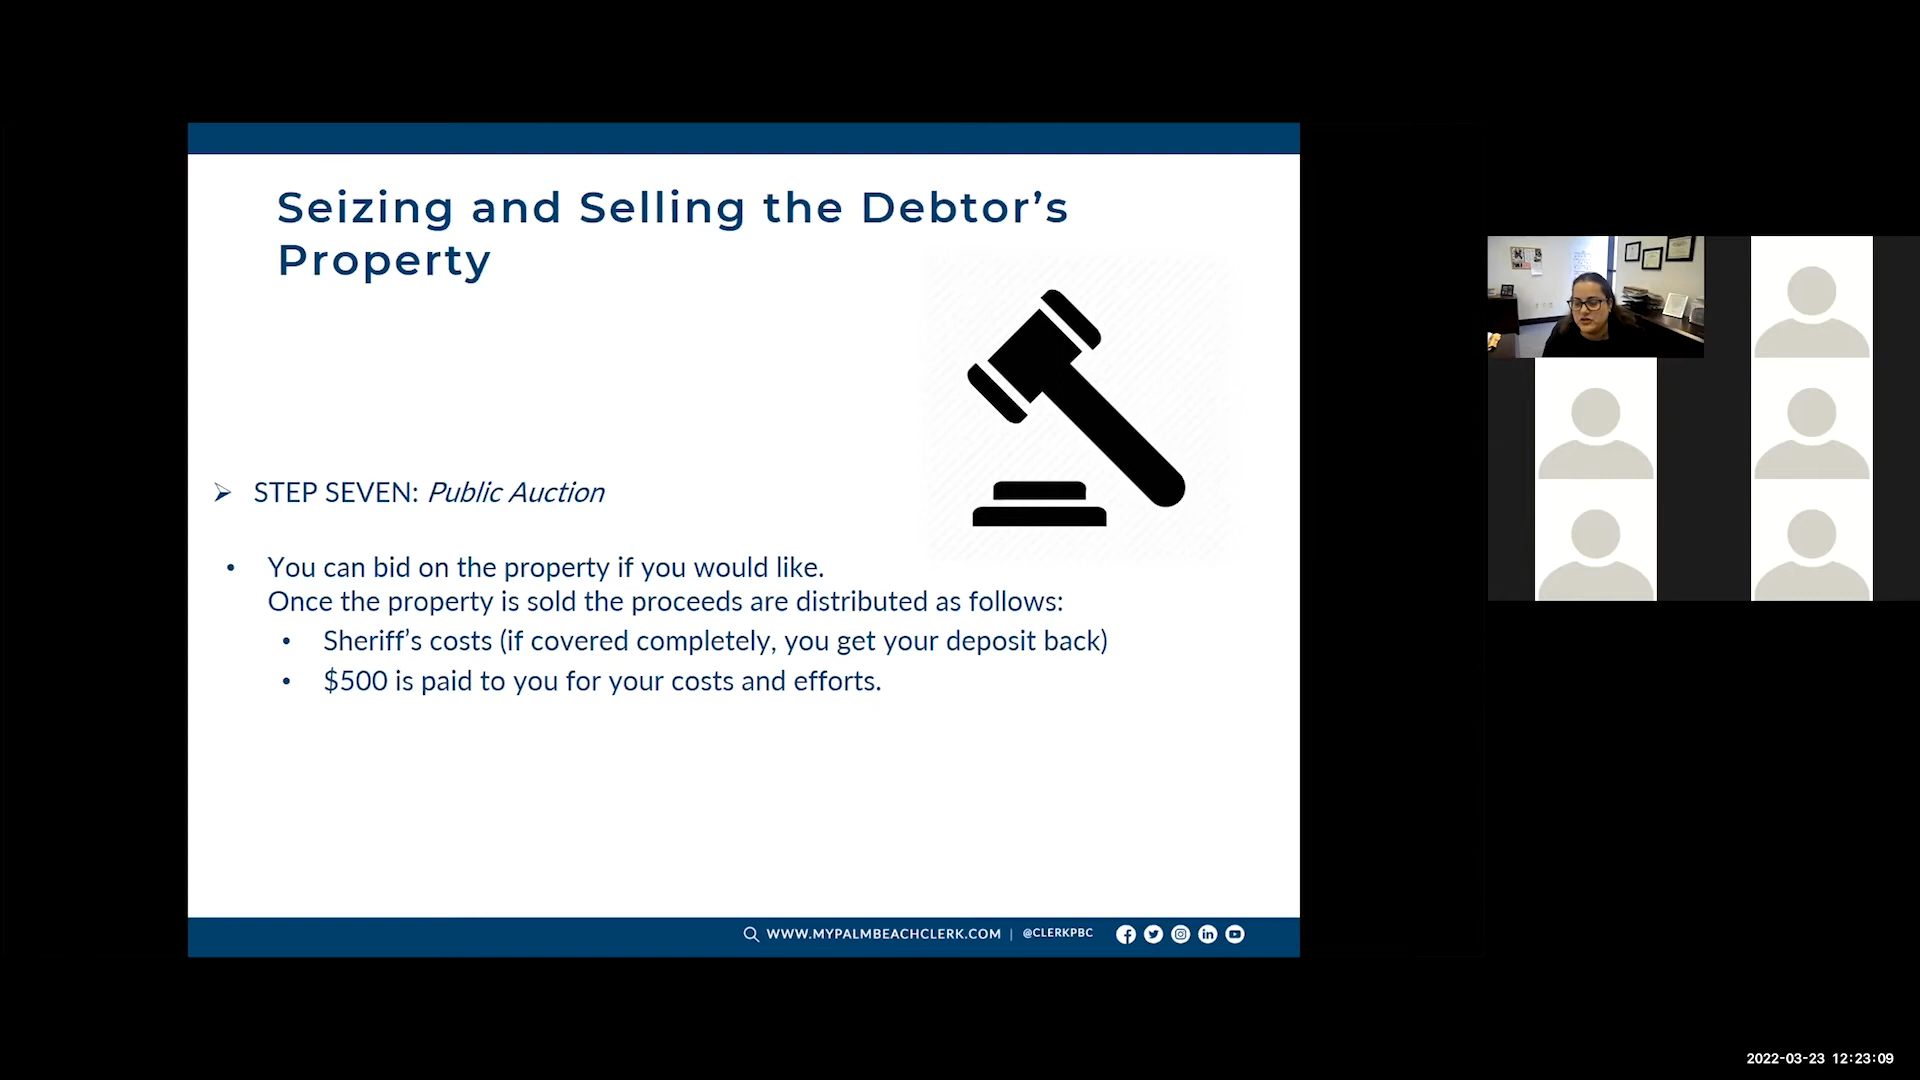 Seizing and Selling the Debtor’s
Property
➢ STEP SEVEN: Public Auction
• You can bid on the property if you would like.
Once the property is sold the proceeds are distributed as follows:
• Sheriff’s costs (if covered completely, you get your deposit back)
• $500 is paid to you for your costs and efforts.
WWW.MYPALMBEACHCLERK.COM | @CLERKPBC
2022-03-23 12:23:09